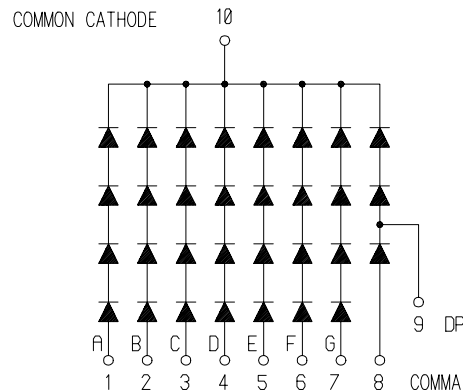 COMMON CATHODE 10
A B C D E F G
9 DP
1 2 3 4 5 6 7 8 COMMA